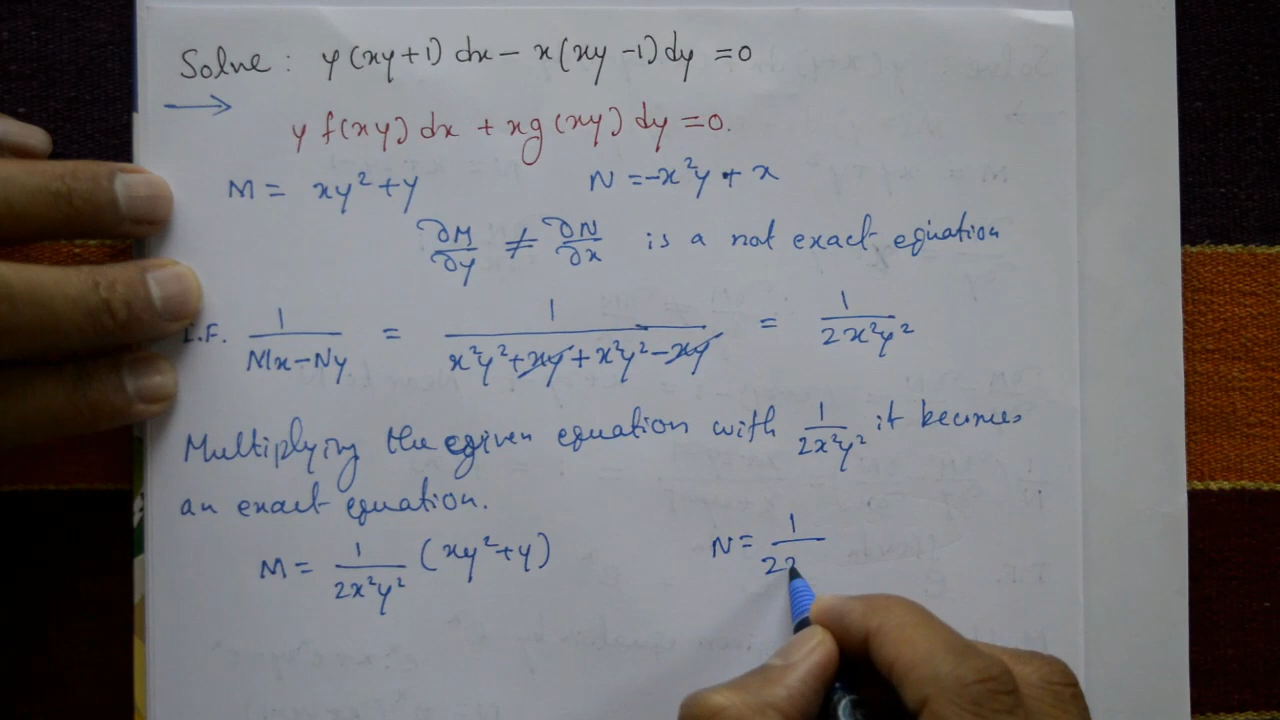 Solve : y (xy+1) dx − x(xy −1) dy = 0
y f(xy) dx + xg (xy) dy = 0.
M = xy² + y N = −x²y + x
∂M/∂y ≠ ∂N/∂x is a not exact equation
I.F. 1/(Mx − Ny) = 1/(x²y² + xy + x²y² − xy) = 1/(2x²y²)
Multiplying the given equation with 1/(2x²y²) it becomes
an exact equation.
M = 1/(2x²y²) (xy² + y) N = 1/2x